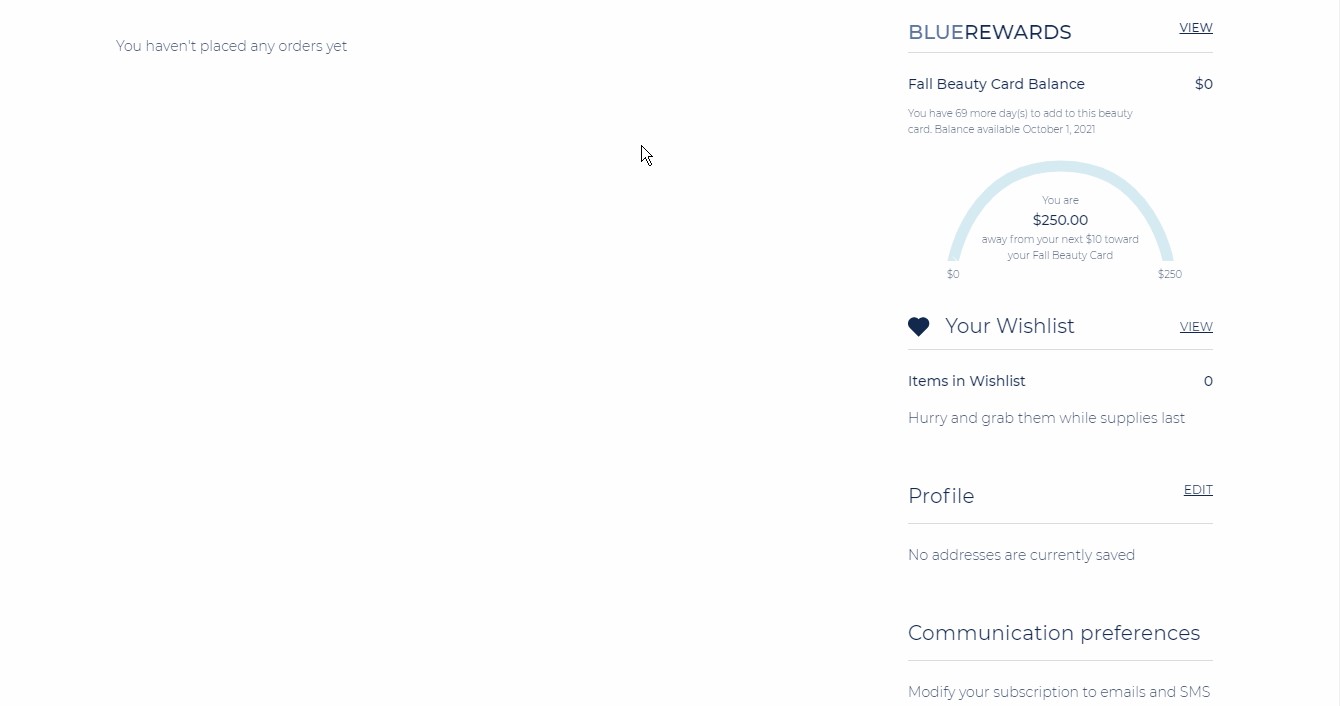 You haven't placed any orders yet
BLUEREWARDS
VIEW
Fall Beauty Card Balance
$0
You have 69 more day(s) to add to this beauty
card. Balance available October 1, 2021
You are
$250.00
away from your next $10 toward
your Fall Beauty Card
$0
$250
Your Wishlist
VIEW
Items in Wishlist
0
Hurry and grab them while supplies last
Profile
EDIT
No addresses are currently saved
Communication preferences
Modify your subscription to emails and SMS